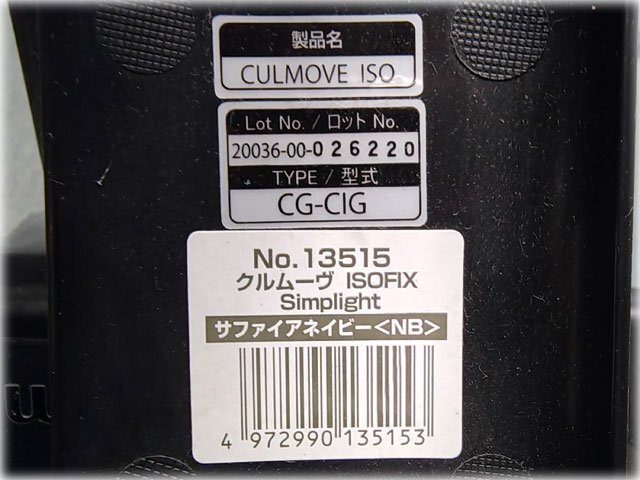 製品名
CULMOVE ISO
Lot No. / ロット No.
20036-00-026220
TYPE / 型式
CG-CIG
No.13515
クルムーヴ ISOFIX
Simplight
サファイアネイビー<NB>
4 972990 135153